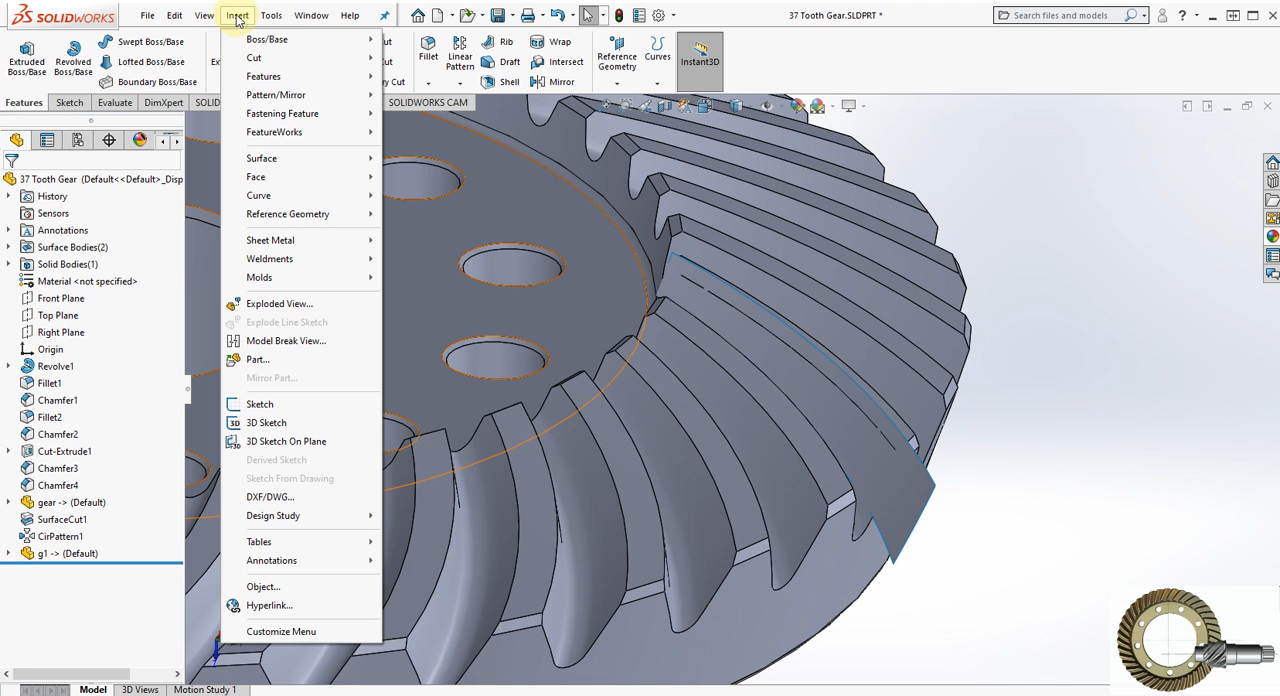 SOLIDWORKS
File Edit View Insert Tools Window Help
37 Tooth Gear.SLDPRT *
Search files and models
Extruded Boss/Base
Revolved Boss/Base
Swept Boss/Base
Lofted Boss/Base
Boundary Boss/Base
Ext
ut
ut
ry Cut
Fillet
Linear Pattern
Rib
Draft
Shell
Wrap
Intersect
Mirror
Reference Geometry
Curves
Instant3D
Features Sketch Evaluate DimXpert SOLID
SOLIDWORKS CAM
37 Tooth Gear (Default<<Default>_Disp
History
Sensors
Annotations
Surface Bodies(2)
Solid Bodies(1)
Material <not specified>
Front Plane
Top Plane
Right Plane
Origin
Revolve1
Fillet1
Chamfer1
Fillet2
Chamfer2
Cut-Extrude1
Chamfer3
Chamfer4
gear -> (Default)
SurfaceCut1
CirPattern1
g1 -> (Default)
Boss/Base
Cut
Features
Pattern/Mirror
Fastening Feature
FeatureWorks
Surface
Face
Curve
Reference Geometry
Sheet Metal
Weldments
Molds
Exploded View...
Explode Line Sketch
Model Break View...
Part...
Mirror Part...
Sketch
3D Sketch
3D Sketch On Plane
Derived Sketch
Sketch From Drawing
DXF/DWG...
Design Study
Tables
Annotations
Object...
Hyperlink...
Customize Menu
Model 3D Views Motion Study 1